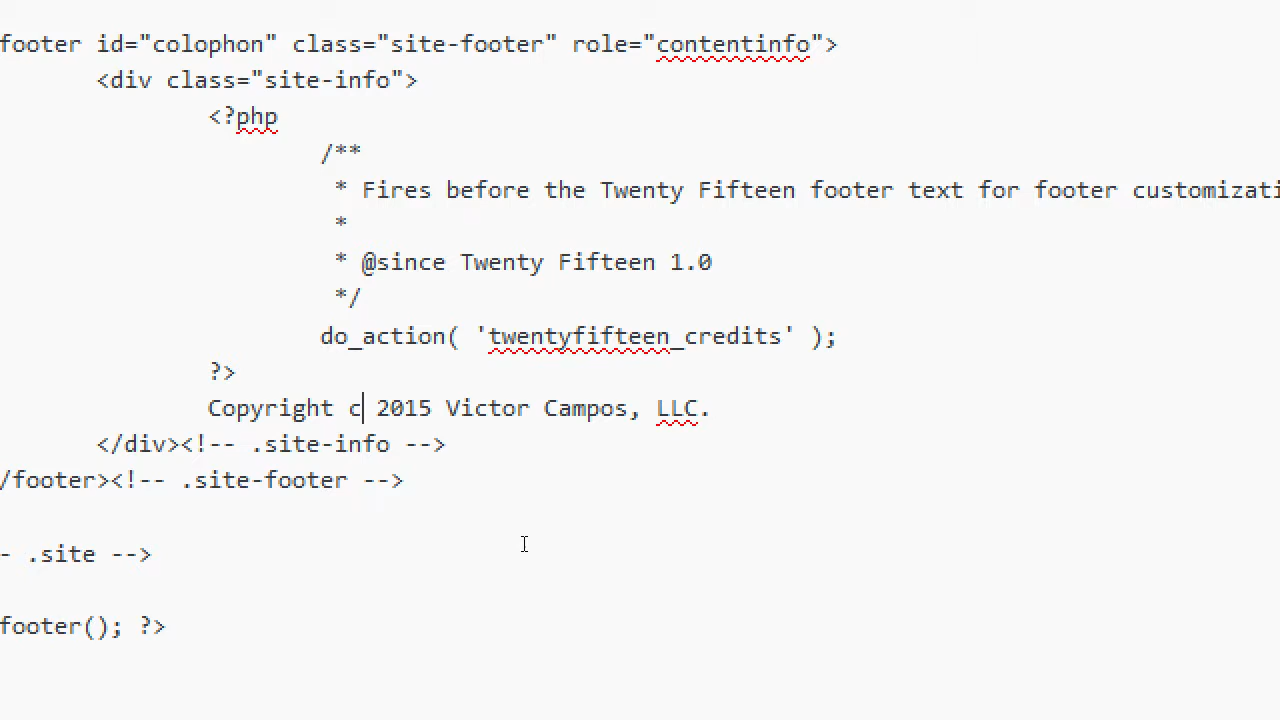 footer id="colophon" class="site-footer" role="contentinfo">
<div class="site-info">
<?php
/**
* Fires before the Twenty Fifteen footer text for footer customizati
*
* @since Twenty Fifteen 1.0
*/
do_action( 'twentyfifteen_credits' );
?>
Copyright c 2015 Victor Campos, LLC.
</div><!-- .site-info -->
/footer><!-- .site-footer -->
- .site -->
footer(); ?>